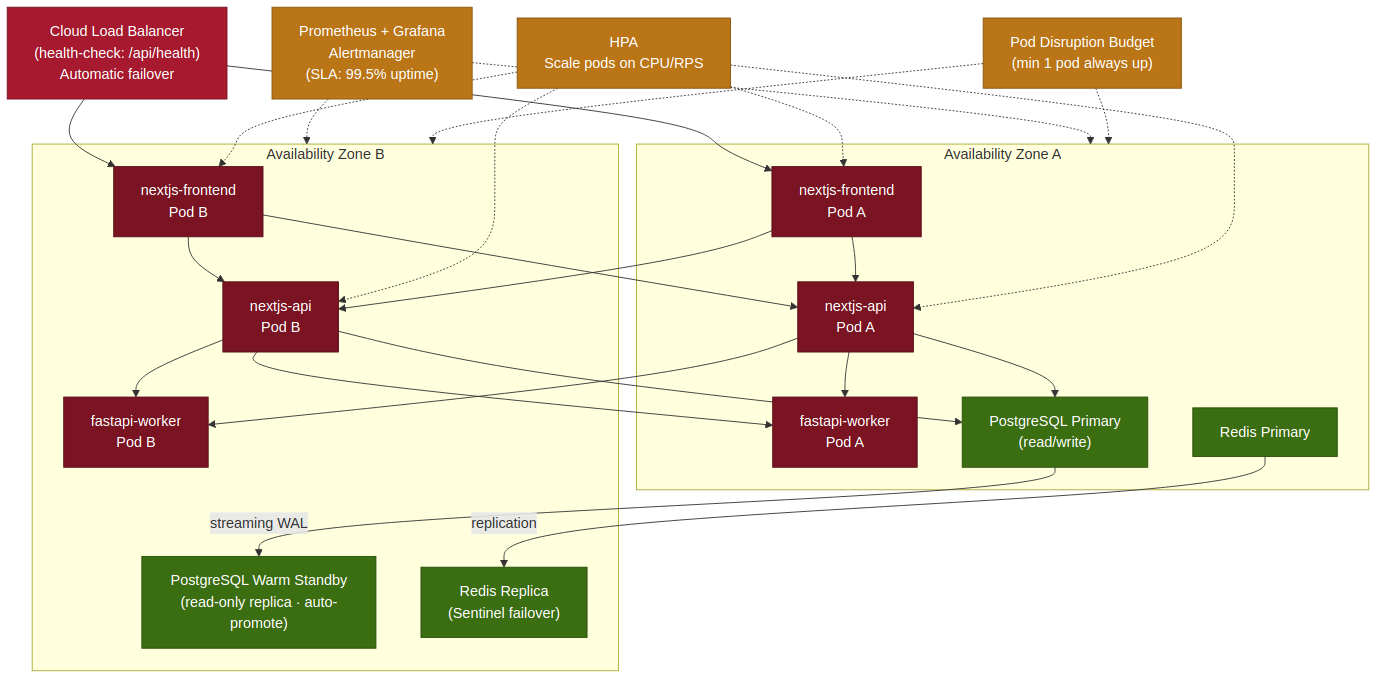 Cloud Load Balancer
(health-check: /api/health)
Automatic failover
Prometheus + Grafana
Alertmanager
(SLA: 99.5% uptime)
HPA
Scale pods on CPU/RPS
Pod Disruption Budget
(min 1 pod always up)
Availability Zone B
Availability Zone A
nextjs-frontend
Pod B
nextjs-frontend
Pod A
nextjs-api
Pod B
nextjs-api
Pod A
fastapi-worker
Pod B
fastapi-worker
Pod A
PostgreSQL Primary
(read/write)
Redis Primary
streaming WAL
replication
PostgreSQL Warm Standby
(read-only replica · auto-
promote)
Redis Replica
(Sentinel failover)